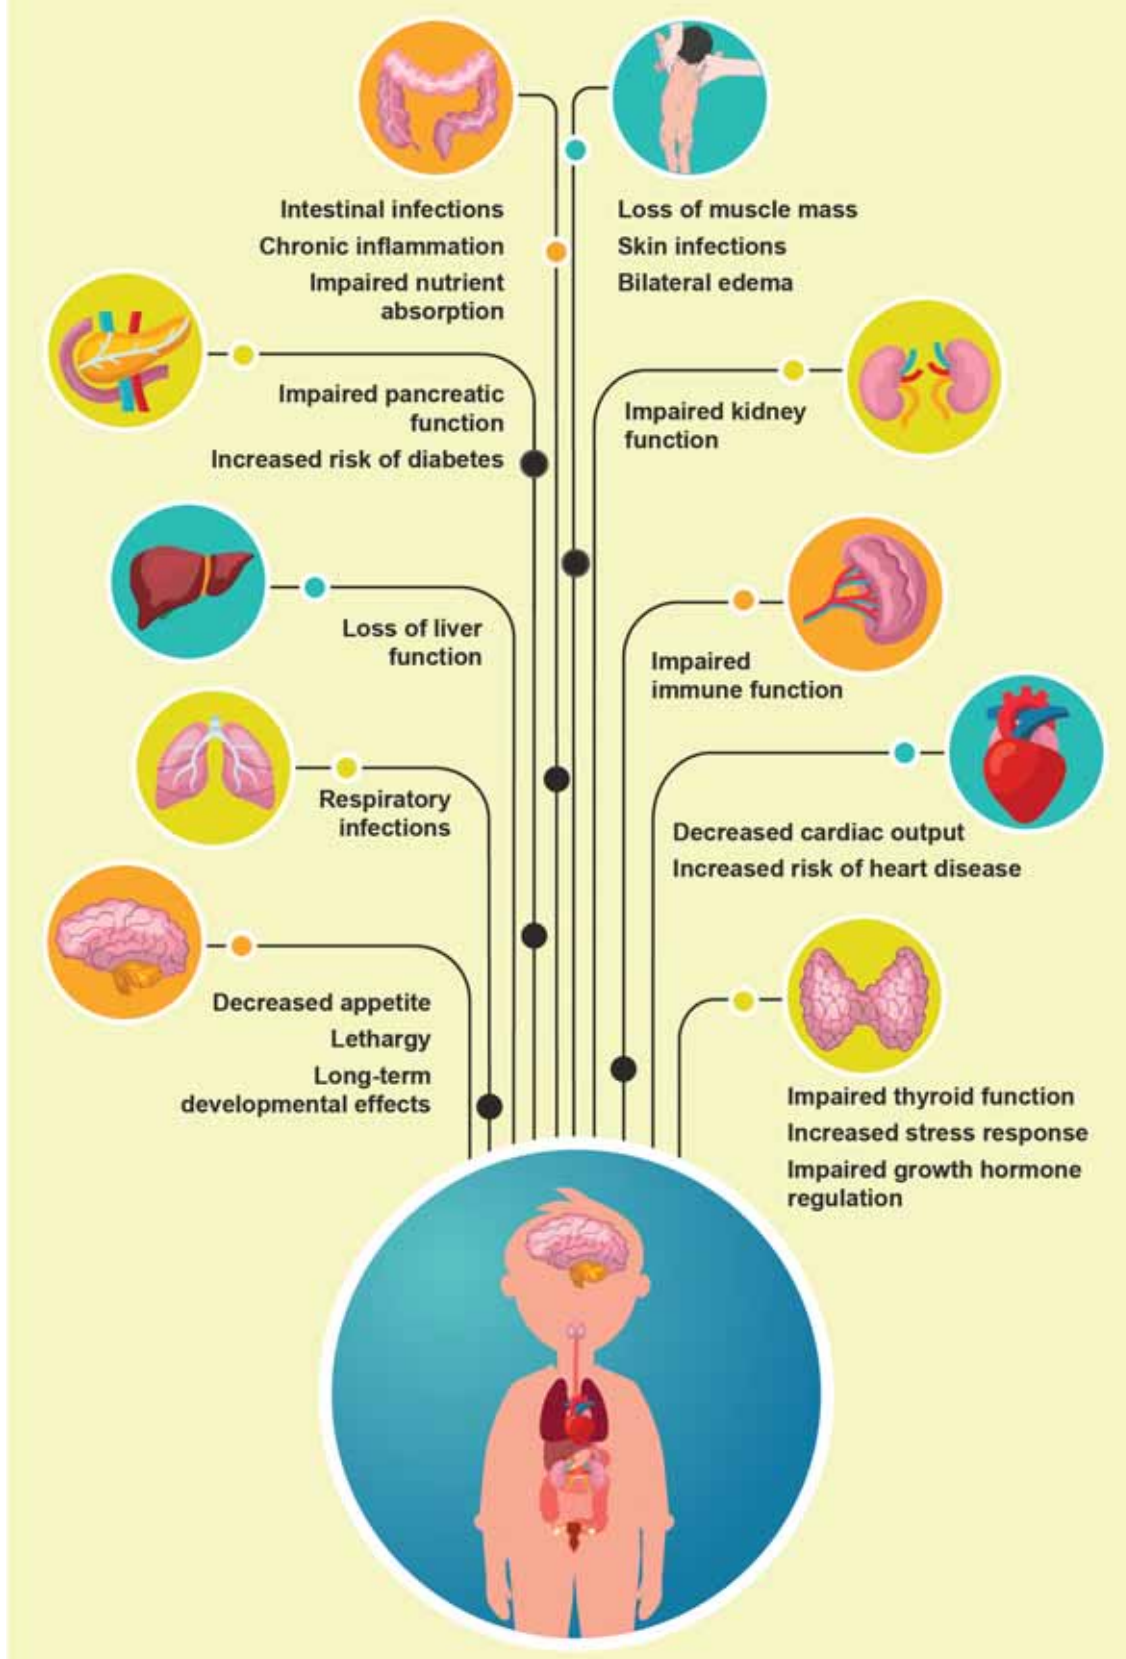 Intestinal infections
Chronic inflammation
Impaired nutrient
absorption
Loss of muscle mass
Skin infections
Bilateral edema
Impaired pancreatic
function
Increased risk of diabetes
Impaired kidney
function
Loss of liver
function
Impaired
immune function
Respiratory
infections
Decreased cardiac output
Increased risk of heart disease
Decreased appetite
Lethargy
Long-term
developmental effects
Impaired thyroid function
Increased stress response
Impaired growth hormone
regulation